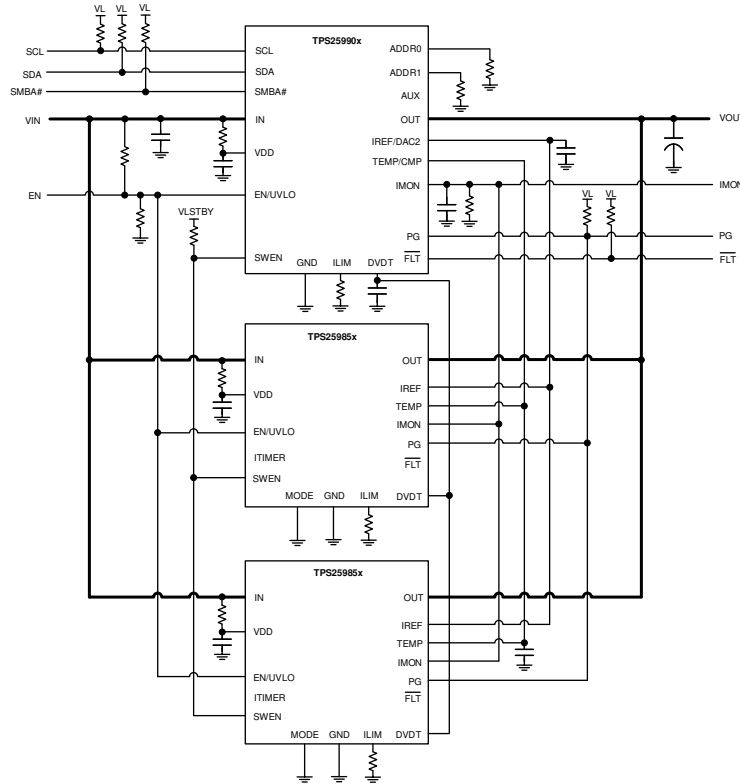 VL
VL
VL
TPS25990x
SCL
SCL
ADDR0
SDA
SDA
ADDR1
SMBA#
SMBA#
AUX
VIN
IN
OUT
VOUT
IREF/DAC2
VDD
TEMP/CMP
EN
EN/UVLO
IMON
IMON
VL
VL
VLSTBY
PG
PG
SWEN
GND
ILIM
DVDT
FLT
FLT
TPS25985x
IN
OUT
VDD
IREF
TEMP
EN/UVLO
IMON
PG
ITIMER
FLT
SWEN
MODE
GND
ILIM
DVDT
TPS25985x
IN
OUT
VDD
IREF
TEMP
IMON
EN/UVLO
PG
ITIMER
FLT
SWEN
MODE
GND
ILIM
DVDT